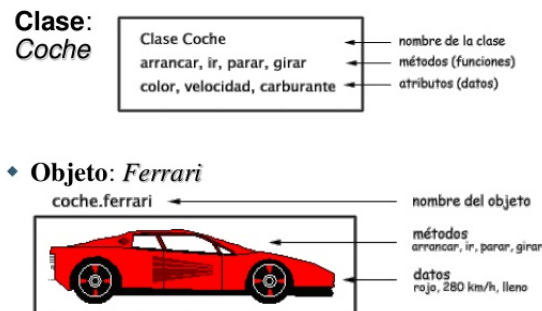 Clase:
Coche
Clase Coche
nombre de la clase
arrancar, ir, parar, girar
métodos (funciones)
color, velocidad, carburante
atributos (datos)
Objeto: Ferrari
coche.ferrari
nombre del objeto
métodos
arrancar, ir, parar, girar
datos
rojo, 280 km/h, lleno